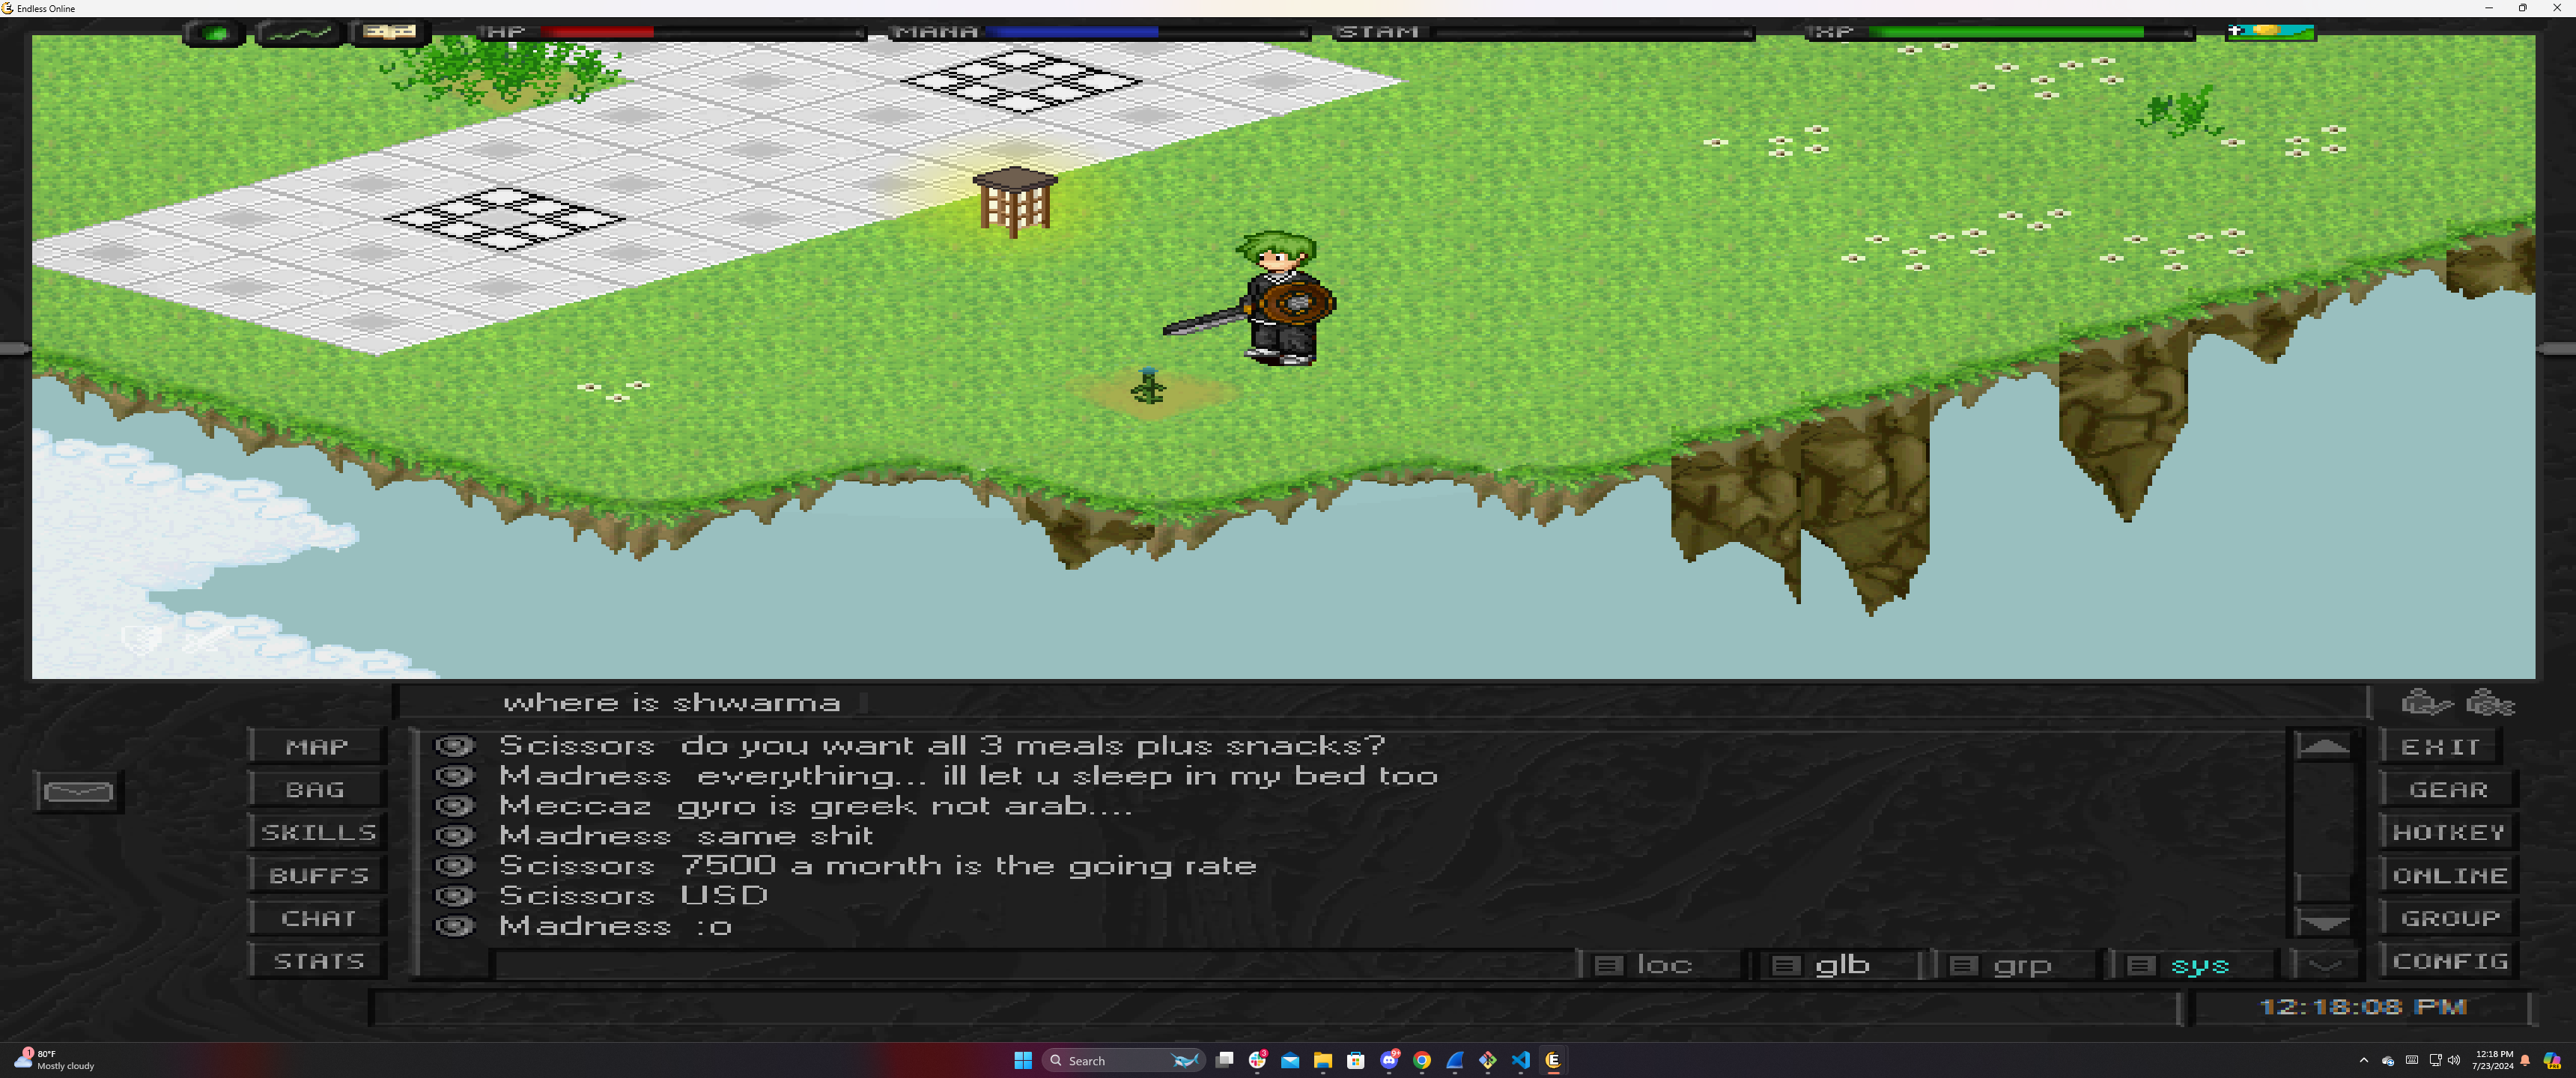 Endless Online
HP
MANA
STAM
XP
where is shwarma
MAP
BAG
SKILLS
BUFFS
CHAT
STATS
Scissors do you want all 3 meals plus snacks?
Madness everything... ill let u sleep in my bed too
Meccaz gyro is greek not arab....
Madness same shit
Scissors 7500 a month is the going rate
Scissors USD
Madness :o
loc
glb
grp
sys
EXIT
GEAR
HOTKEY
ONLINE
GROUP
CONFIG
12:18:08 PM
1
80°F
Mostly cloudy
Search
3
9+
12:18 PM
7/23/2024